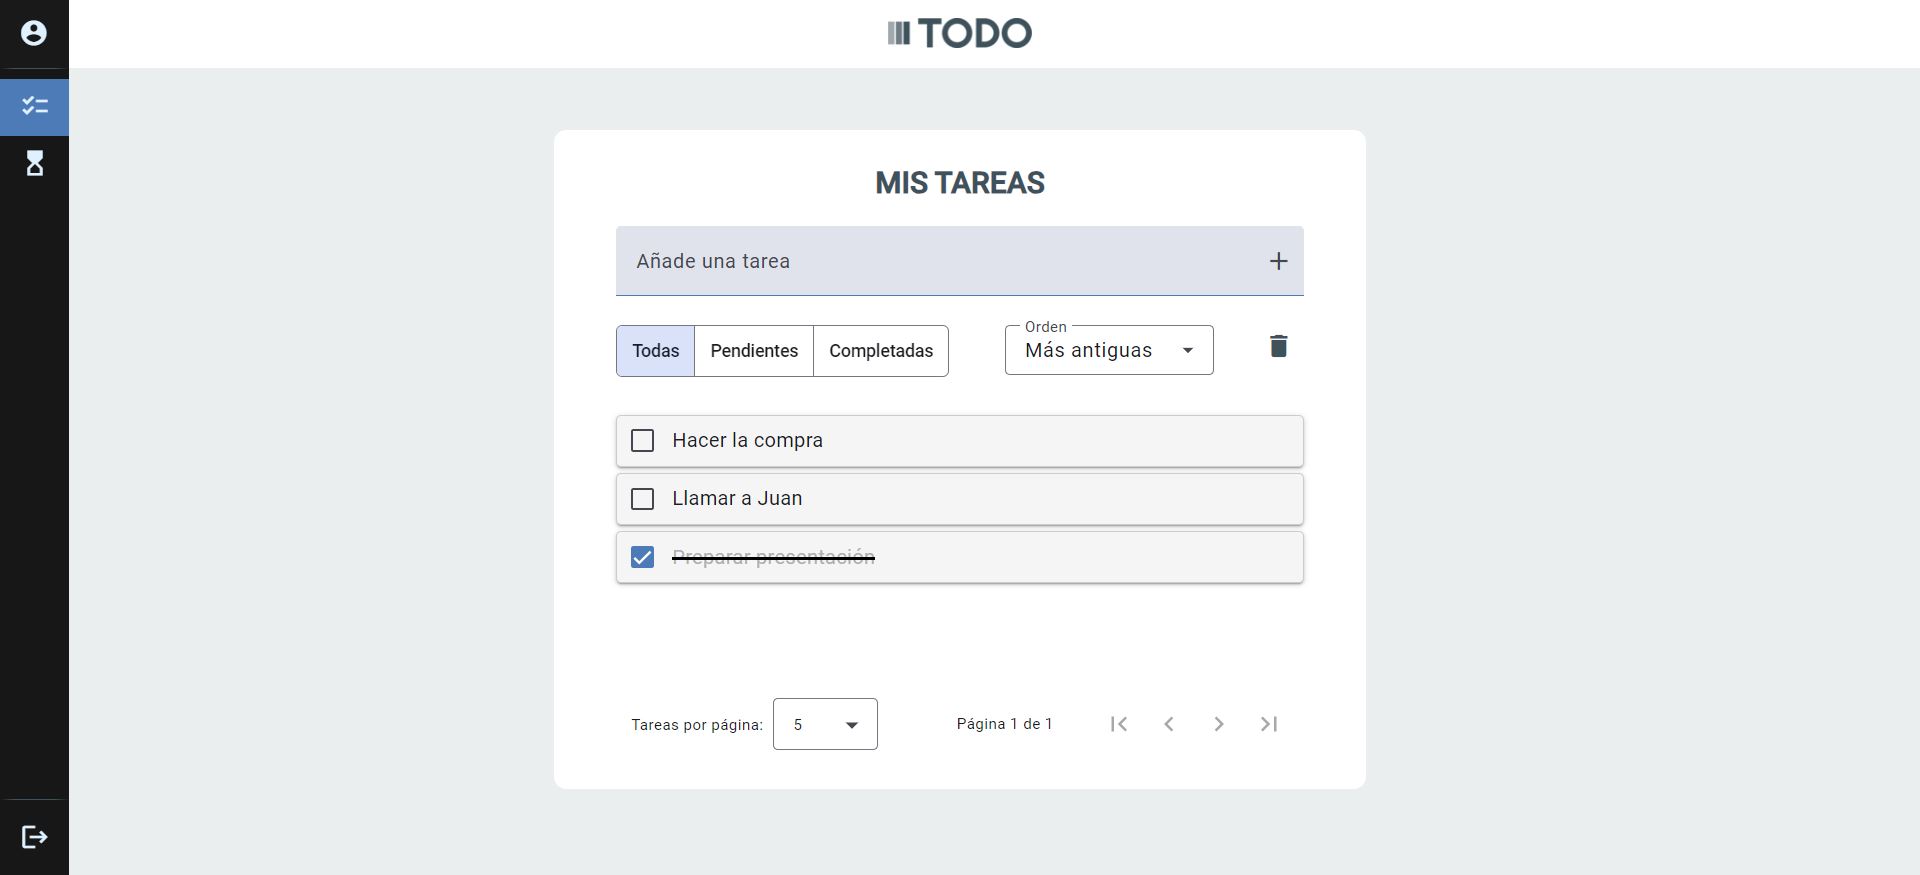 TODO
MIS TAREAS
Añade una tarea
Todas Pendientes Completadas
Orden
Más antiguas
Hacer la compra
Llamar a Juan
Preparar presentación
Tareas por página: 5 Página 1 de 1